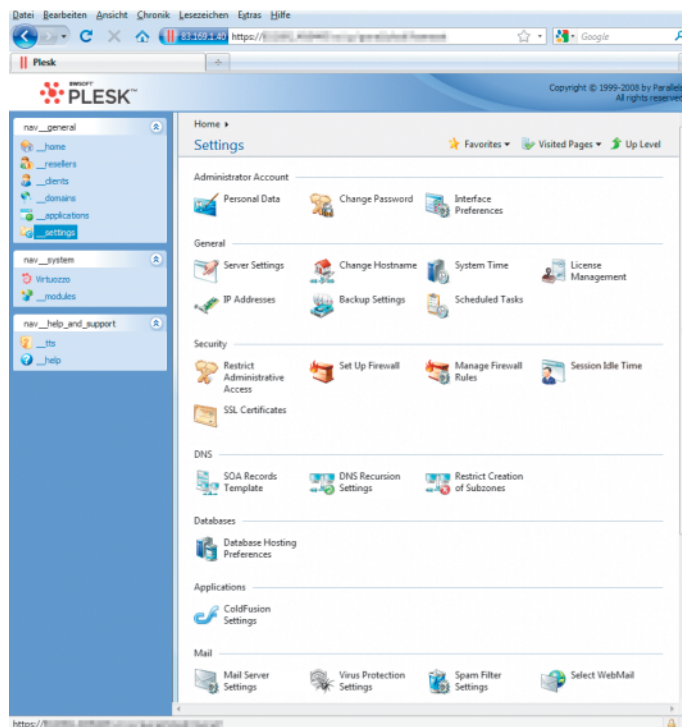 Datei Bearbeiten Ansicht Chronik Lesezeichen Extras Hilfe
83.169.1.40 https:// Google
Plesk
SWSOFT
PLESK™
Copyright © 1999-2008 by Parallels
All rights reserved
nav__general
__home
__resellers
__clients
__domains
__applications
__settings
nav__system
Virtuozzo
__modules
nav__help_and_support
__tts
__help
Home
Settings
Favorites Visited Pages Up Level
Administrator Account
Personal Data Change Password Interface
Preferences
General
Server Settings Change Hostname System Time License
Management
IP Addresses Backup Settings Scheduled Tasks
Security
Restrict
Administrative
Access
Set Up Firewall
Manage Firewall
Rules
Session Idle Time
SSL Certificates
DNS
SOA Records
Template
DNS Recursion
Settings
Restrict Creation
of Subzones
Databases
Database Hosting
Preferences
Applications
ColdFusion
Settings
Mail
Mail Server
Settings
Virus Protection
Settings
Spam Filter
Settings
Select WebMail
https://